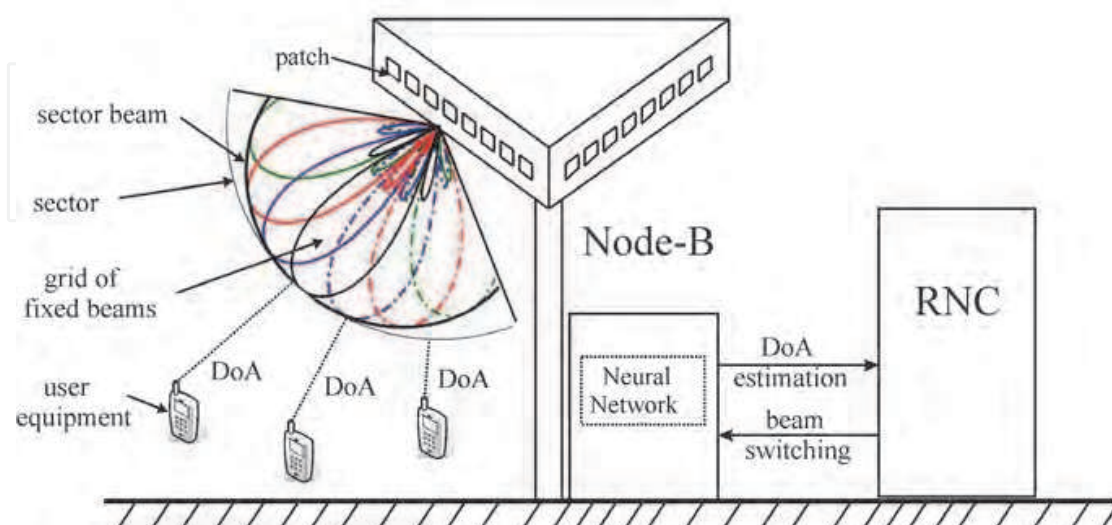 patch
sector beam
sector
grid of
fixed beams
user
equipment
DoA
DoA
DoA
Node-B
Neural
Network
DoA
estimation
beam
switching
RNC